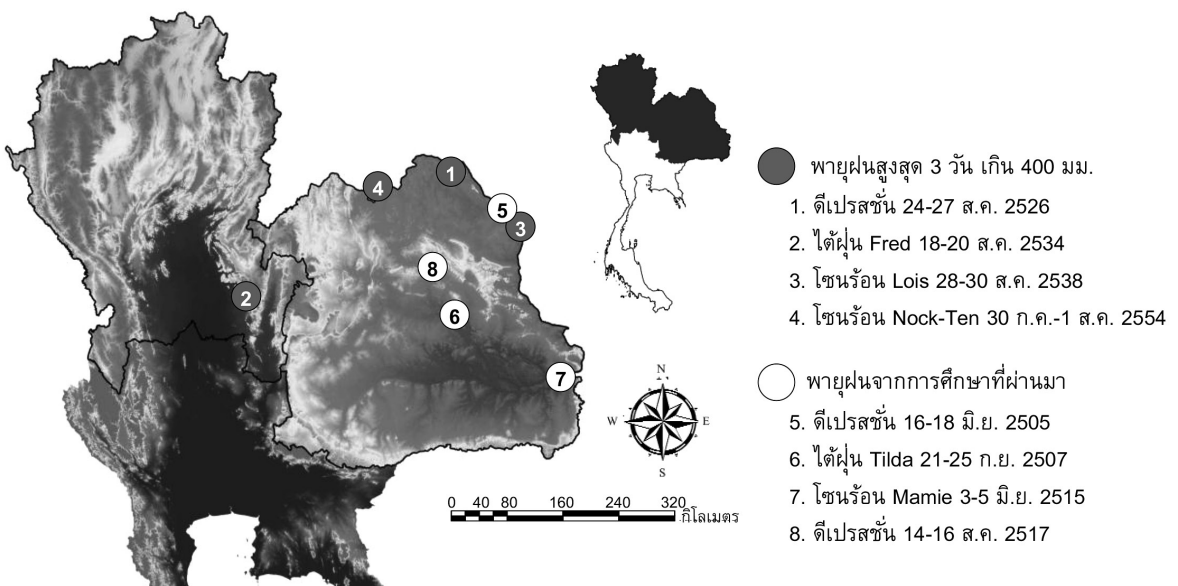 1
4
5
3
8
2
6
7
พายุฝนสูงสุด 3 วัน เกิน 400 มม.
1. ดีเปรสชั่น 24-27 ส.ค. 2526
2. ไต้ฝุ่น Fred 18-20 ส.ค. 2534
3. โซนร้อน Lois 28-30 ส.ค. 2538
4. โซนร้อน Nock-Ten 30 ก.ค.-1 ส.ค. 2554
พายุฝนจากการศึกษาที่ผ่านมา
5. ดีเปรสชั่น 16-18 มิ.ย. 2505
6. ไต้ฝุ่น Tilda 21-25 ก.ย. 2507
7. โซนร้อน Mamie 3-5 มิ.ย. 2515
8. ดีเปรสชั่น 14-16 ส.ค. 2517
N
W E
S
0 40 80 160 240 320
กิโลเมตร